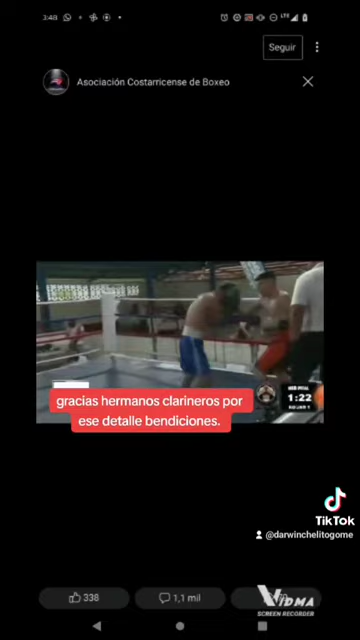 3:48
LTE
Seguir
Asociación Costarricense de Boxeo
1:22
gracias hermanos clarineros por
ese detalle bendiciones.
TikTok
@darwinchelitogome
338
1,1 mil
VIDMA
SCREEN RECORDER